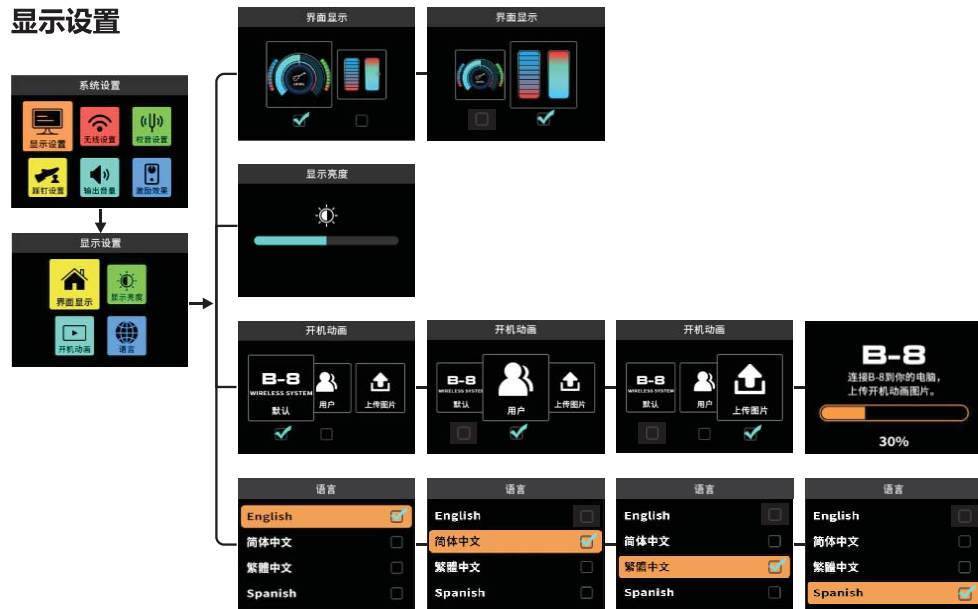 显示设置
系统设置
显示设置
无线设置
校音设置
踩钉设置
输出音量
激励效果
显示设置
界面显示
显示亮度
开机动画
语言
界面显示
界面显示
显示亮度
开机动画
B-8
WIRELESS SYSTEM
默认
用户
上传图片
开机动画
B-8
WIRELESS SYSTEM
默认
用户
上传图片
开机动画
B-8
WIRELESS SYSTEM
默认
用户
上传图片
B-8
连接B-8到你的电脑，
上传开机动画图片。
30%
语言
English
简体中文
繁體中文
Spanish
语言
English
简体中文
繁體中文
Spanish
语言
English
简体中文
繁體中文
Spanish
语言
English
简体中文
繁體中文
Spanish